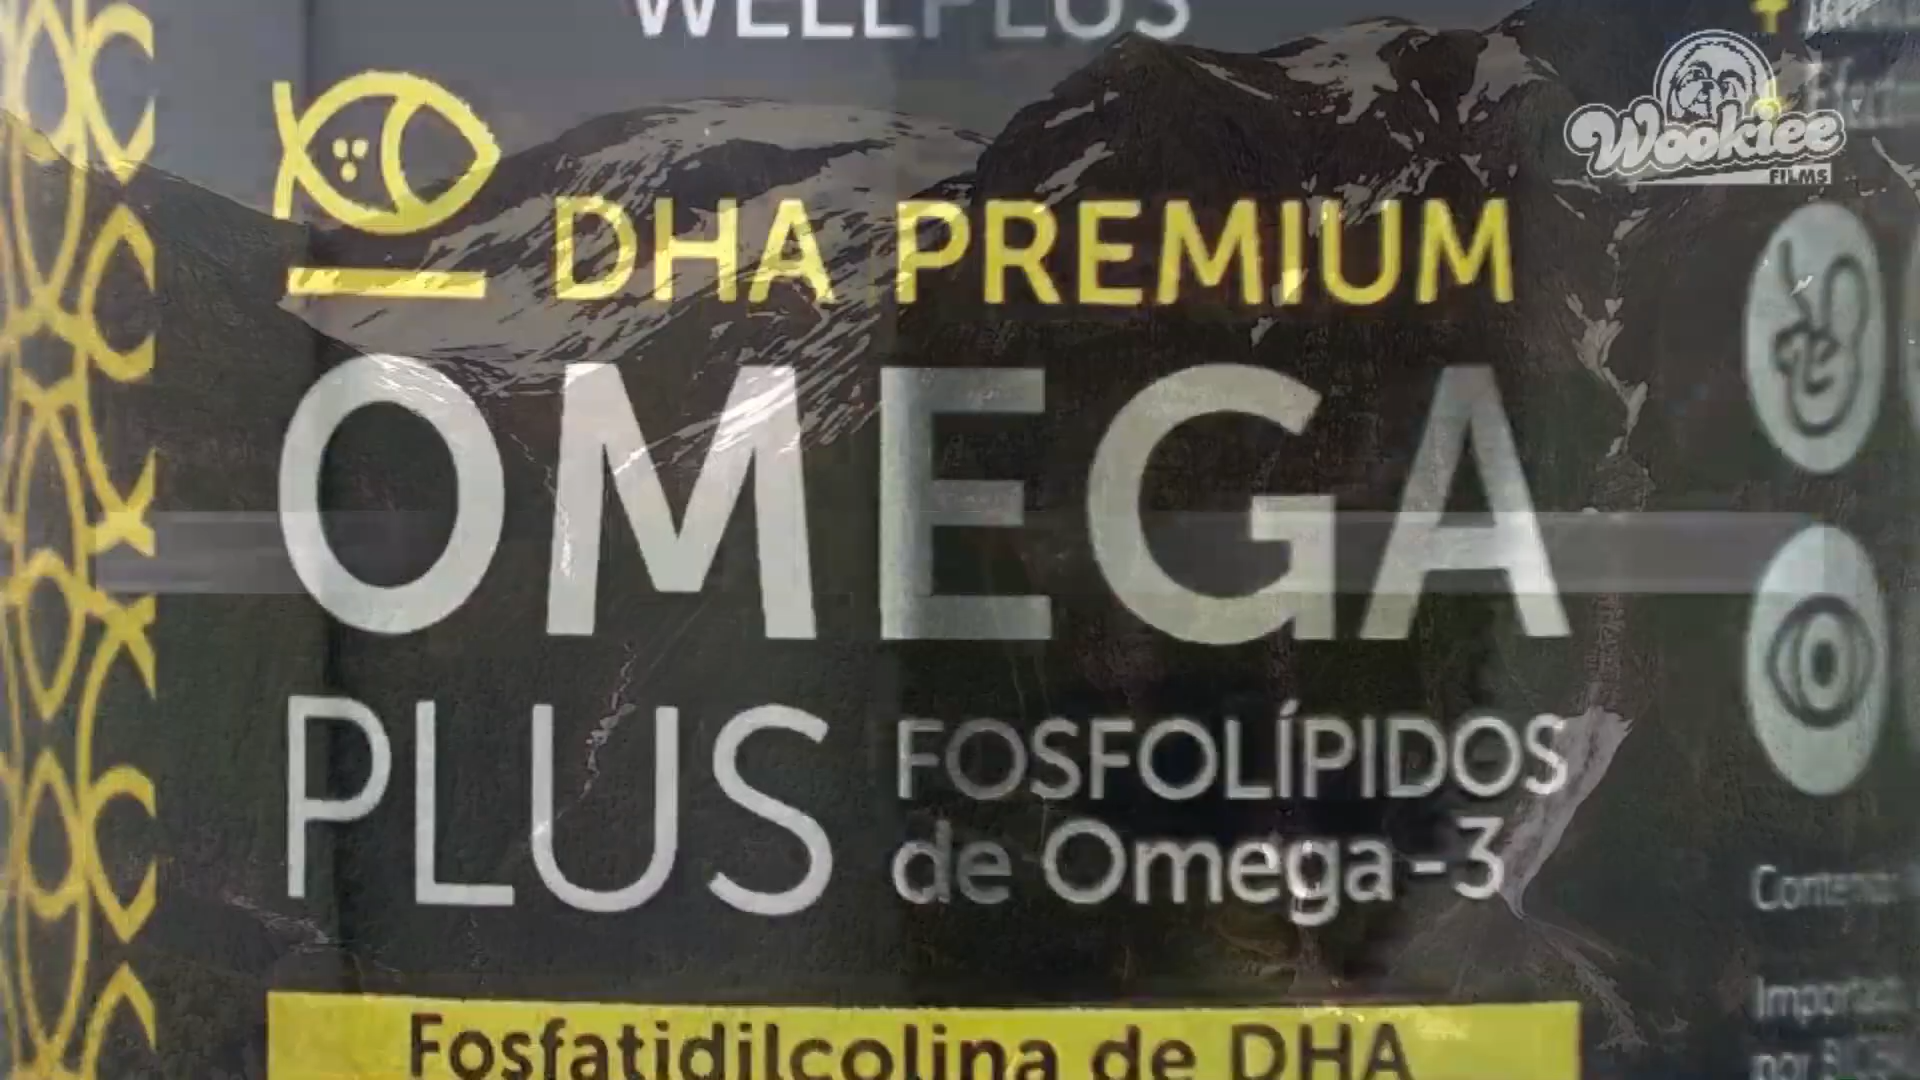 WELLPLUS
Wookiee
FILMS
DHA PREMIUM
OMEGA
PLUS
FOSFOLÍPIDOS
de Omega-3
Fosfatidilcolina de DHA